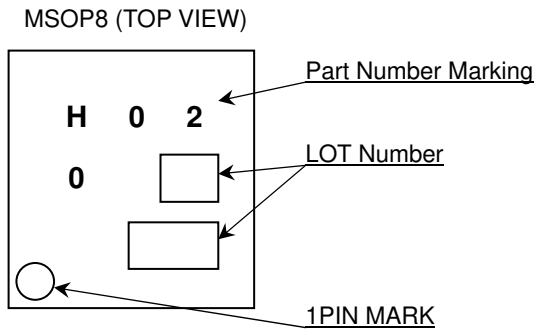 MSOP8 (TOP VIEW)
Part Number Marking
H 0 2
LOT Number
0
1PIN MARK